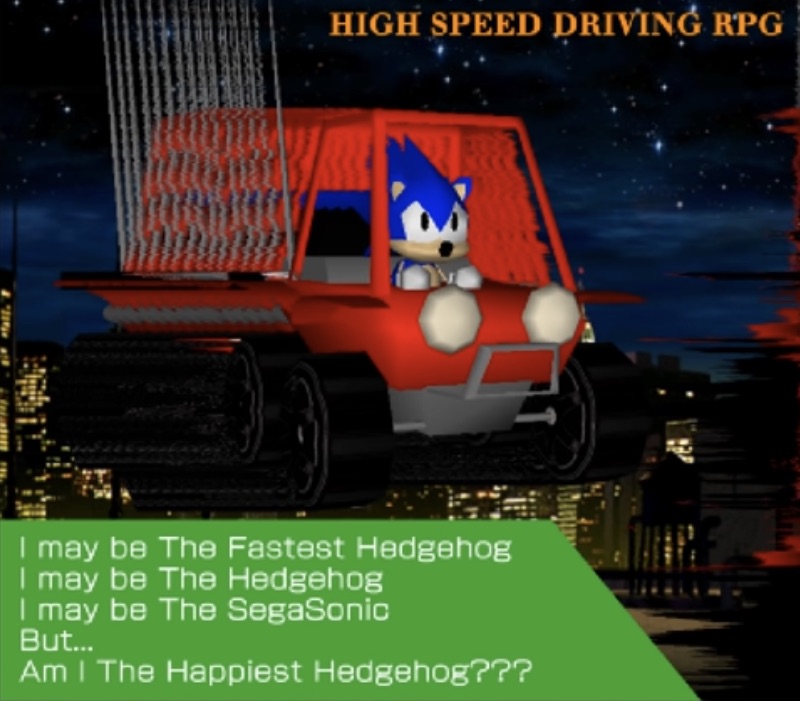 HIGH SPEED DRIVING RPG
I may be The Fastest Hedgehog
I may be The Hedgehog
I may be The SegaSonic
But...
Am I The Happiest Hedgehog???